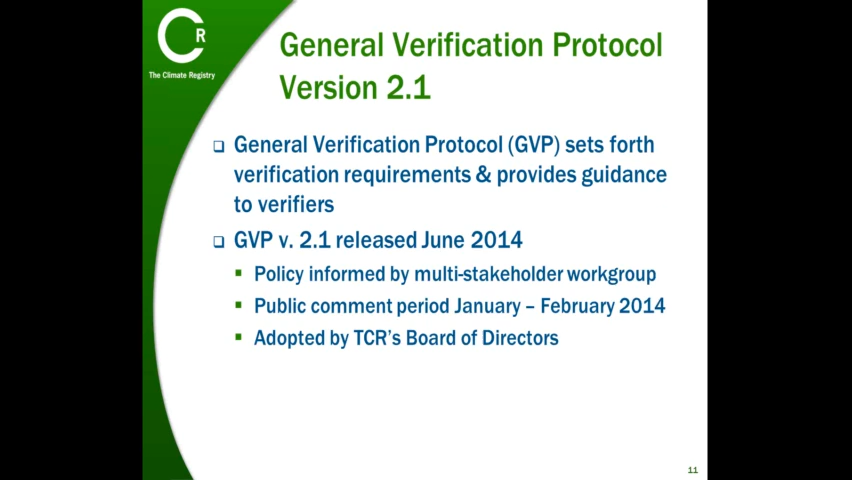 CR
The Climate Registry
General Verification Protocol
Version 2.1
❑ General Verification Protocol (GVP) sets forth
verification requirements & provides guidance
to verifiers
❑ GVP v. 2.1 released June 2014
▪ Policy informed by multi-stakeholder workgroup
▪ Public comment period January – February 2014
▪ Adopted by TCR's Board of Directors
11